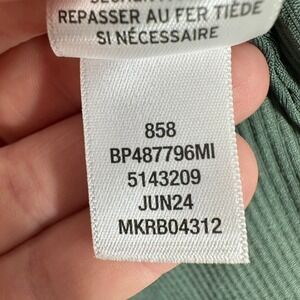 REPASSER AU FER TIÈDE
SI NÉCESSAIRE
858
BP487796MI
5143209
JUN24
MKRB04312